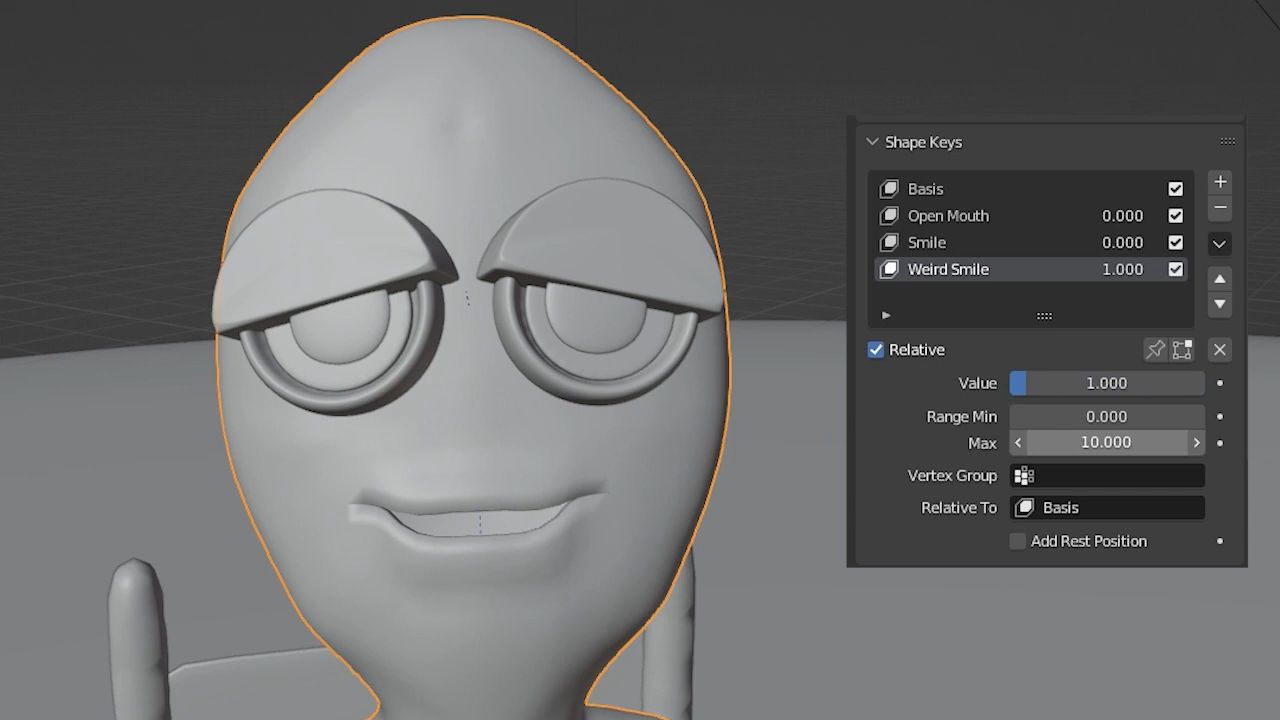 Shape Keys
Basis
Open Mouth 0.000
Smile 0.000
Weird Smile 1.000
Relative
Value 1.000
Range Min 0.000
Max 10.000
Vertex Group
Relative To Basis
Add Rest Position